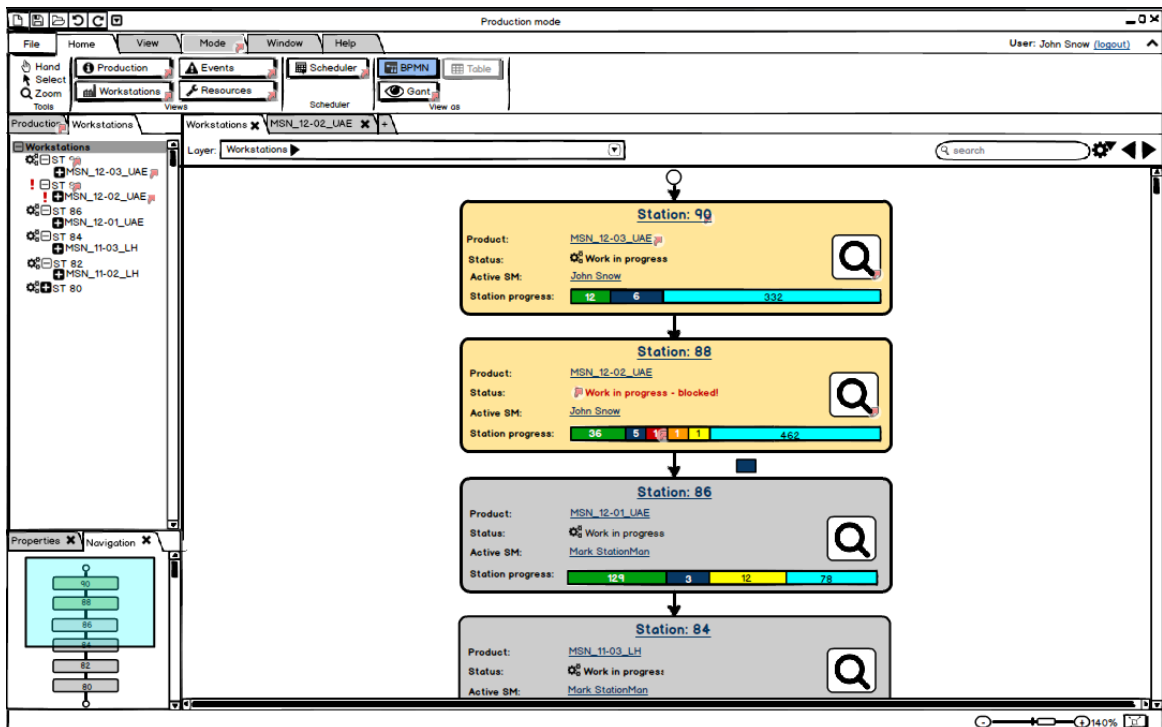 Production mode
File Home View Mode Window Help
User: John Snow (logout)
Hand
Select
Zoom
Tools
Production
Workstations
Events
Resources
Views
Scheduler
Scheduler
BPMN
Table
Gant
View as
Workstations
Workstations MSN_12-02_UAE +
Layer: Workstations
search
Workstations
ST
MSN_12-03_UAE
ST
MSN_12-02_UAE
ST 86
MSN_12-01_UAE
ST 84
MSN_11-03_LH
ST 82
MSN_11-02_LH
ST 80
Station: 90
Product: MSN_12-03_UAE
Status: Work in progress
Active SM: John Snow
Station progress: 12 6 332
Station: 88
Product: MSN_12-02_UAE
Status: Work in progress - blocked!
Active SM: John Snow
Station progress: 36 5 1 1 462
Station: 86
Product: MSN_12-01_UAE
Status: Work in progress
Active SM: Mark StationMan
Station progress: 129 3 12 78
Station: 84
Product: MSN_11-03_LH
Status: Work in progress
Active SM: Mark StationMan
Properties Navigation
90
88
86
84
82
80
140%